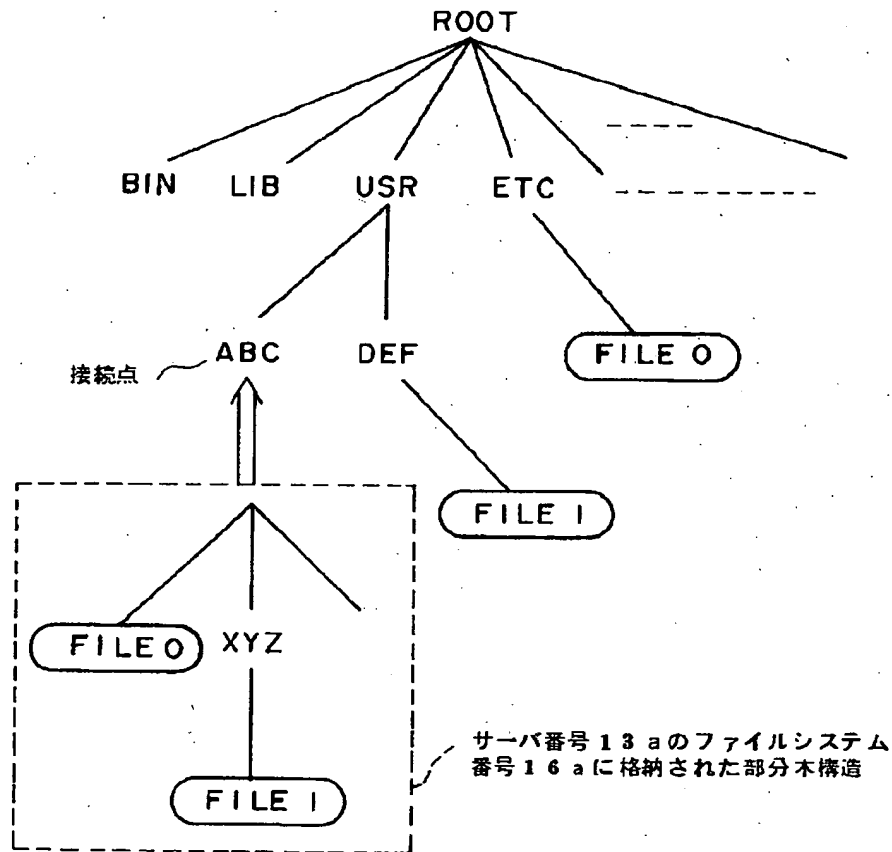 ROOT
BIN LIB USR ETC
ABC DEF FILE 0
接続点
FILE 1
FILE 0 XYZ
サーバ番号13aのファイルシステム
番号16aに格納された部分木構造
FILE 1